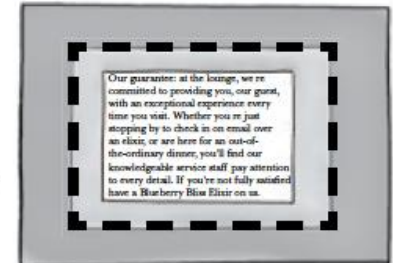 Our guarantee: at the lounge, we re
committed to providing you, our guest,
with an exceptional experience every
time you visit. Whether you re just
stopping by to check in on email over
an elixir, or are here for an out-of-
the-ordinary dinner, you'll find our
knowledgeable service staff pay attention
to every detail. If you're not fully satisfied
have a Blueberry Bliss Elixir on us.